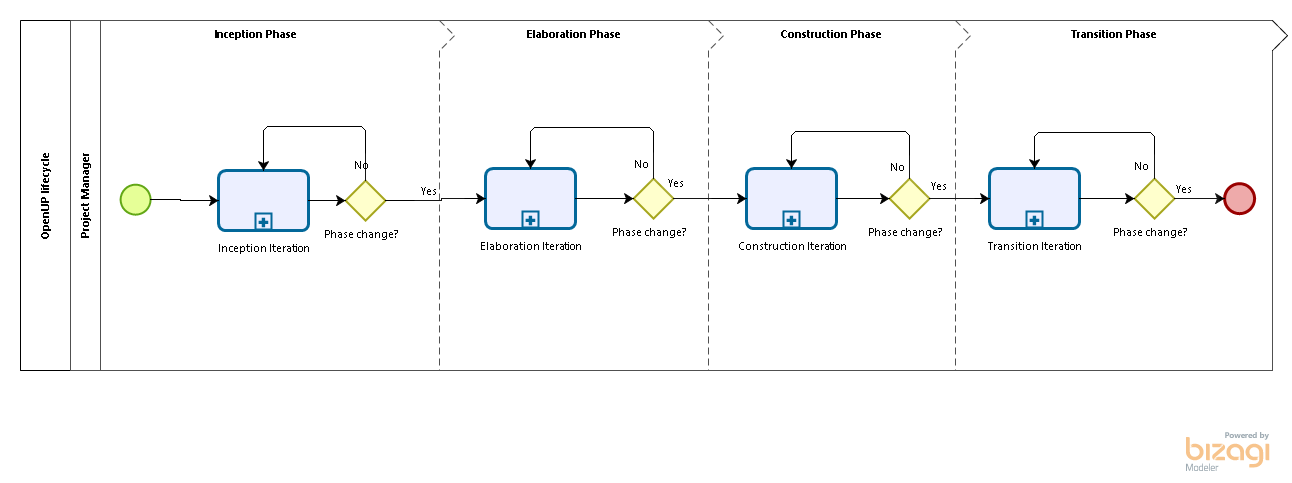 Inception Phase
Elaboration Phase
Construction Phase
Transition Phase
OpenUP lifecycle
Project Manager
No
Yes
Inception Iteration
Phase change?
No
Yes
Elaboration Iteration
Phase change?
No
Yes
Construction Iteration
Phase change?
No
Yes
Transition Iteration
Phase change?
Powered by
bizagi
Modeler